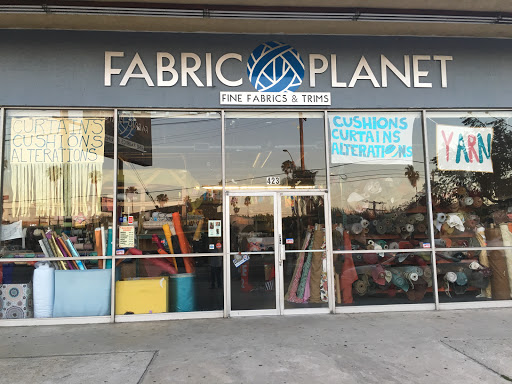 FABRIC PLANET
FINE FABRICS & TRIMS
CURTAINS
CUSHIONS
ALTERATIONS
423
CUSHIONS
CURTAINS
ALTERATIONS
YARN